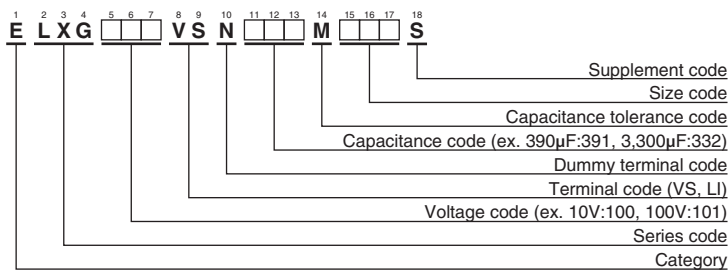 1 2 3 4 5 6 7 8 9 10 11 12 13 14 15 16 17 18
E L X G V S N M S
Supplement code
Size code
Capacitance tolerance code
Capacitance code (ex. 390µF:391, 3,300µF:332)
Dummy terminal code
Terminal code (VS, LI)
Voltage code (ex. 10V:100, 100V:101)
Series code
Category